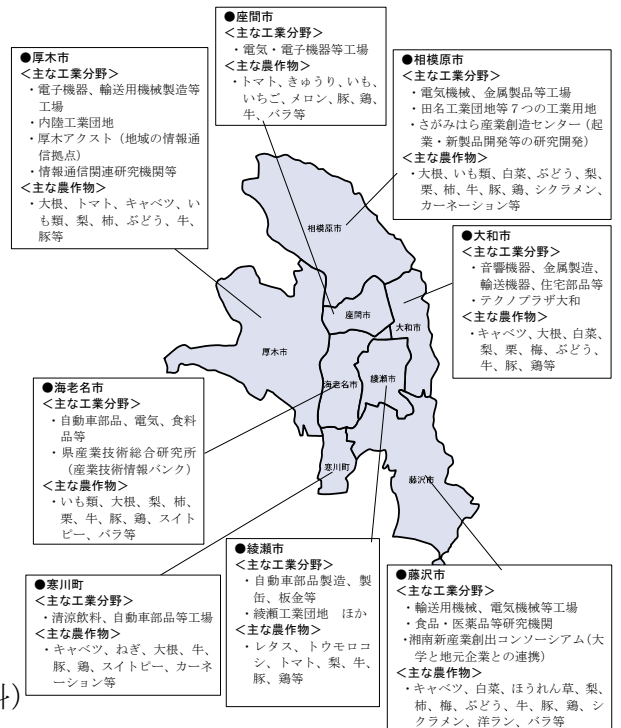 ●座間市
＜主な工業分野＞
・電気・電子機器等工場
＜主な農作物＞
・トマト、きゅうり、いも、
いちご、メロン、豚、鶏、
牛、バラ等
●厚木市
＜主な工業分野＞
・電子機器、輸送用機械製造等
工場
・内陸工業団地
・厚木アクスト（地域の情報通
信拠点）
・情報通信関連研究機関等
＜主な農作物＞
・大根、トマト、キャベツ、い
も類、梨、柿、ぶどう、牛、
豚等
●相模原市
＜主な工業分野＞
・電気機械、金属製品等工場
・田名工業団地等７つの工業用地
・さがみはら産業創造センター（起
業・新製品開発等の研究開発）
＜主な農作物＞
・大根、いも類、白菜、ぶどう、梨、
栗、柿、牛、豚、鶏、シクラメン、
カーネーション等
●大和市
＜主な工業分野＞
・音響機器、金属製造、
輸送機器、住宅部品等
・テクノプラザ大和
＜主な農作物＞
・キャベツ、大根、白菜、
梨、栗、梅、ぶどう、
牛、豚、鶏等
相模原市
座間市
大和市
厚木市
海老名市
綾瀬市
寒川町
藤沢市
●海老名市
＜主な工業分野＞
・自動車部品、電気、食料
品等
・県産業技術総合研究所
（産業技術情報バンク）
＜主な農作物＞
・いも類、大根、梨、柿、
栗、牛、豚、鶏、スイト
ピー、バラ等
●寒川町
＜主な工業分野＞
・清涼飲料、自動車部品等工場
＜主な農作物＞
・キャベツ、ねぎ、大根、牛、
豚、鶏、スイトピー、カーネ
ーション等
●綾瀬市
＜主な工業分野＞
・自動車部品製造、製
缶、板金等
・綾瀬工業団地　ほか
＜主な農作物＞
・レタス、トウモロコ
シ、トマト、梨、牛、
豚、鶏等
●藤沢市
＜主な工業分野＞
・輸送用機械、電気機械等工場
・食品・医薬品等研究機関
・湘南新産業創出コンソーシアム(大
学と地元企業との連携）
＜主な農作物＞
・キャベツ、白菜、ほうれん草、梨、
柿、梅、ぶどう、牛、豚、鶏、シ
クラメン、洋ラン、バラ等